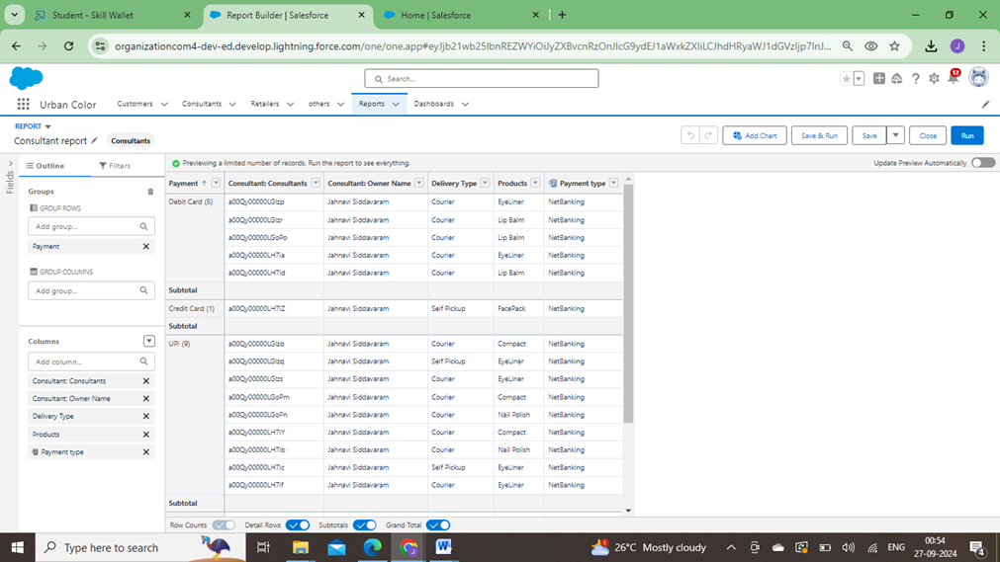 Student - Skill Wallet
Report Builder | Salesforce
Home | Salesforce
organizationcom4-dev-ed.develop.lightning.force.com/one/one.app#eyJjb21wb25lbnREZWYiOiJyZXBvcnRzOnJlcG9ydEJ1aWxkZXIiLCJhdHRyaWJ1dGVzIjp7InJ...
J
Search...
12
Urban Color
Customers
Consultants
Retailers
others
Reports
Dashboards
REPORT
Consultant report
Consultants
Add Chart
Save & Run
Save
Close
Run
Fields
Outline
Filters
Previewing a limited number of records. Run the report to see everything.
Update Preview Automatically
Groups
GROUP ROWS
Add group...
Payment
GROUP COLUMNS
Add group...
Columns
Add column...
Consultant: Consultants
Consultant: Owner Name
Delivery Type
Products
Payment type
Payment Consultant: Consultants Consultant: Owner Name Delivery Type Products Payment type
Debit Card (5) a00Qy00000LGlzp Jahnavi Siddavaram Courier EyeLiner NetBanking
a00Qy00000LGlzr Jahnavi Siddavaram Courier Lip Balm NetBanking
a00Qy00000LGoPo Jahnavi Siddavaram Courier Lip Balm NetBanking
a00Qy00000LH7ia Jahnavi Siddavaram Courier EyeLiner NetBanking
a00Qy00000LH7id Jahnavi Siddavaram Courier Lip Balm NetBanking
Subtotal
Credit Card (1) a00Qy00000LH7iZ Jahnavi Siddavaram Self Pickup FacePack NetBanking
Subtotal
UPI (9) a00Qy00000LGlzo Jahnavi Siddavaram Courier Compact NetBanking
a00Qy00000LGlzq Jahnavi Siddavaram Self Pickup EyeLiner NetBanking
a00Qy00000LGlzs Jahnavi Siddavaram Courier EyeLiner NetBanking
a00Qy00000LGoPm Jahnavi Siddavaram Courier Compact NetBanking
a00Qy00000LGoPn Jahnavi Siddavaram Courier Nail Polish NetBanking
a00Qy00000LH7iY Jahnavi Siddavaram Courier Compact NetBanking
a00Qy00000LH7ib Jahnavi Siddavaram Courier Nail Polish NetBanking
a00Qy00000LH7ic Jahnavi Siddavaram Self Pickup EyeLiner NetBanking
a00Qy00000LH7if Jahnavi Siddavaram Courier EyeLiner NetBanking
Subtotal
Row Counts Detail Rows Subtotals Grand Total
Type here to search
26°C Mostly cloudy
ENG
00:54
27-09-2024
4